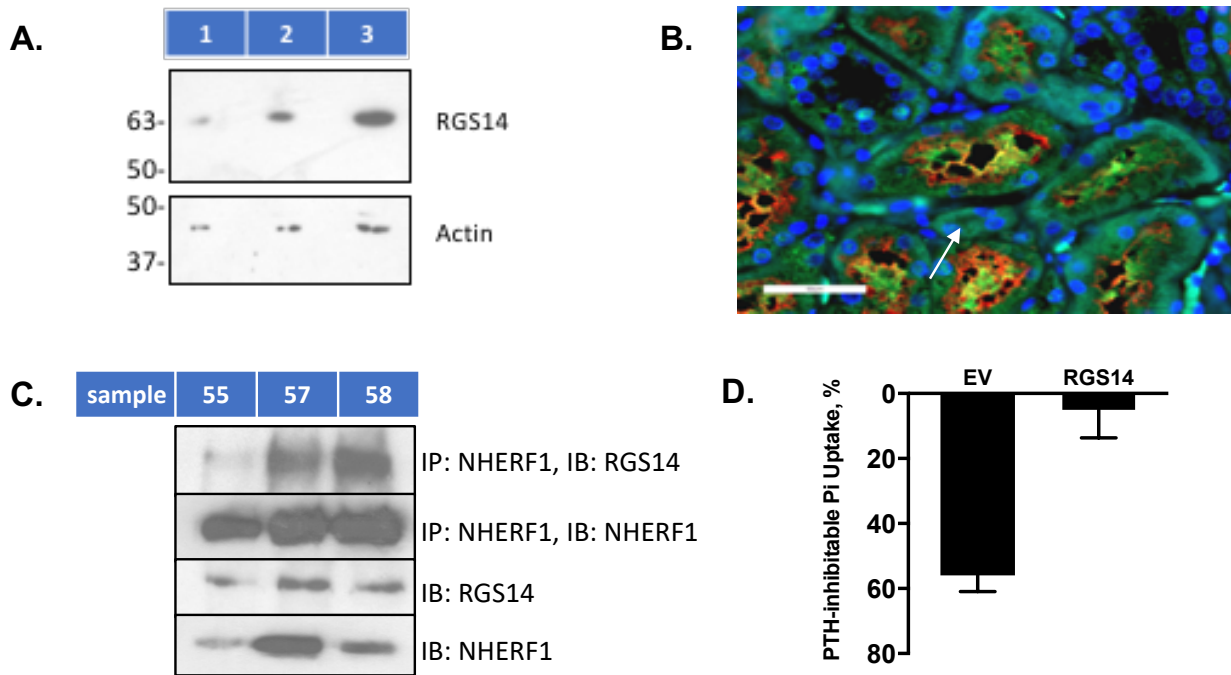 A.
1 2 3
63-
50-
RGS14
50-
37-
Actin
B.
C.
sample 55 57 58
IP: NHERF1, IB: RGS14
IP: NHERF1, IB: NHERF1
IB: RGS14
IB: NHERF1
D.
EV RGS14
0
20
40
60
80
PTH-inhibitable Pi Uptake, %